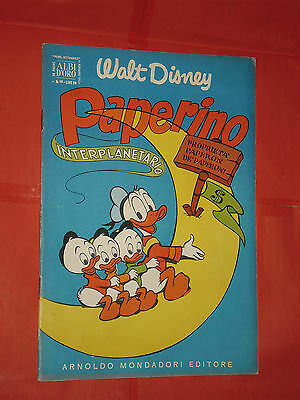 ALBI
D'ORO
Walt Disney
Paperino
INTERPLANETARIO
PROPRIETÀ
PAPERON
DE' PAPERONI
$
ARNOLDO MONDADORI EDITORE